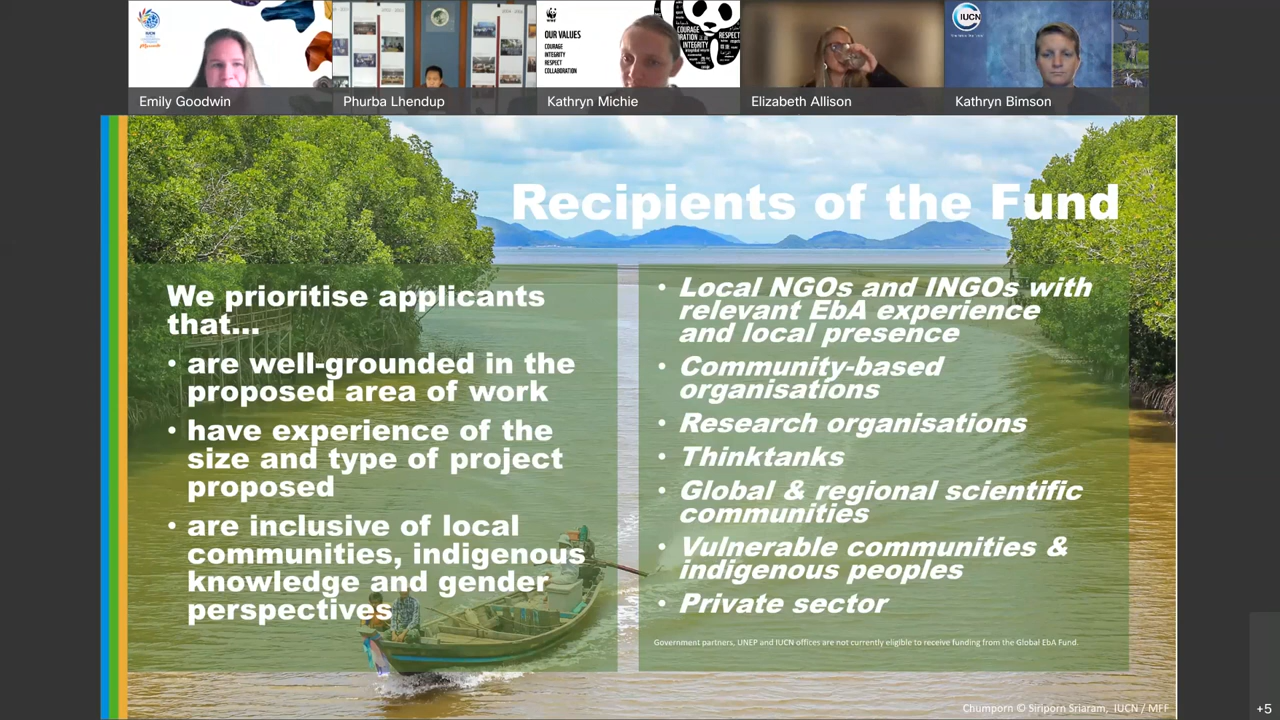 IUCN
WWF
OUR VALUES
COURAGE
INTEGRITY
RESPECT
COLLABORATION
COURAGE
INTEGRITY
RESPECT
IUCN
Emily Goodwin
Phurba Lhendup
Kathryn Michie
Elizabeth Allison
Kathryn Bimson
Recipients of the Fund
We prioritise applicants
that...
• are well-grounded in the
proposed area of work
• have experience of the
size and type of project
proposed
• are inclusive of local
communities, indigenous
knowledge and gender
perspectives
• Local NGOs and INGOs with
relevant EbA experience
and local presence
• Community-based
organisations
• Research organisations
• Thinktanks
• Global & regional scientific
communities
• Vulnerable communities &
indigenous peoples
• Private sector
Government partners, UNEP and IUCN offices are not currently eligible to receive funding from the Global EbA Fund.
Chumporn © Siriporn Sriaram, IUCN / MFF
+5